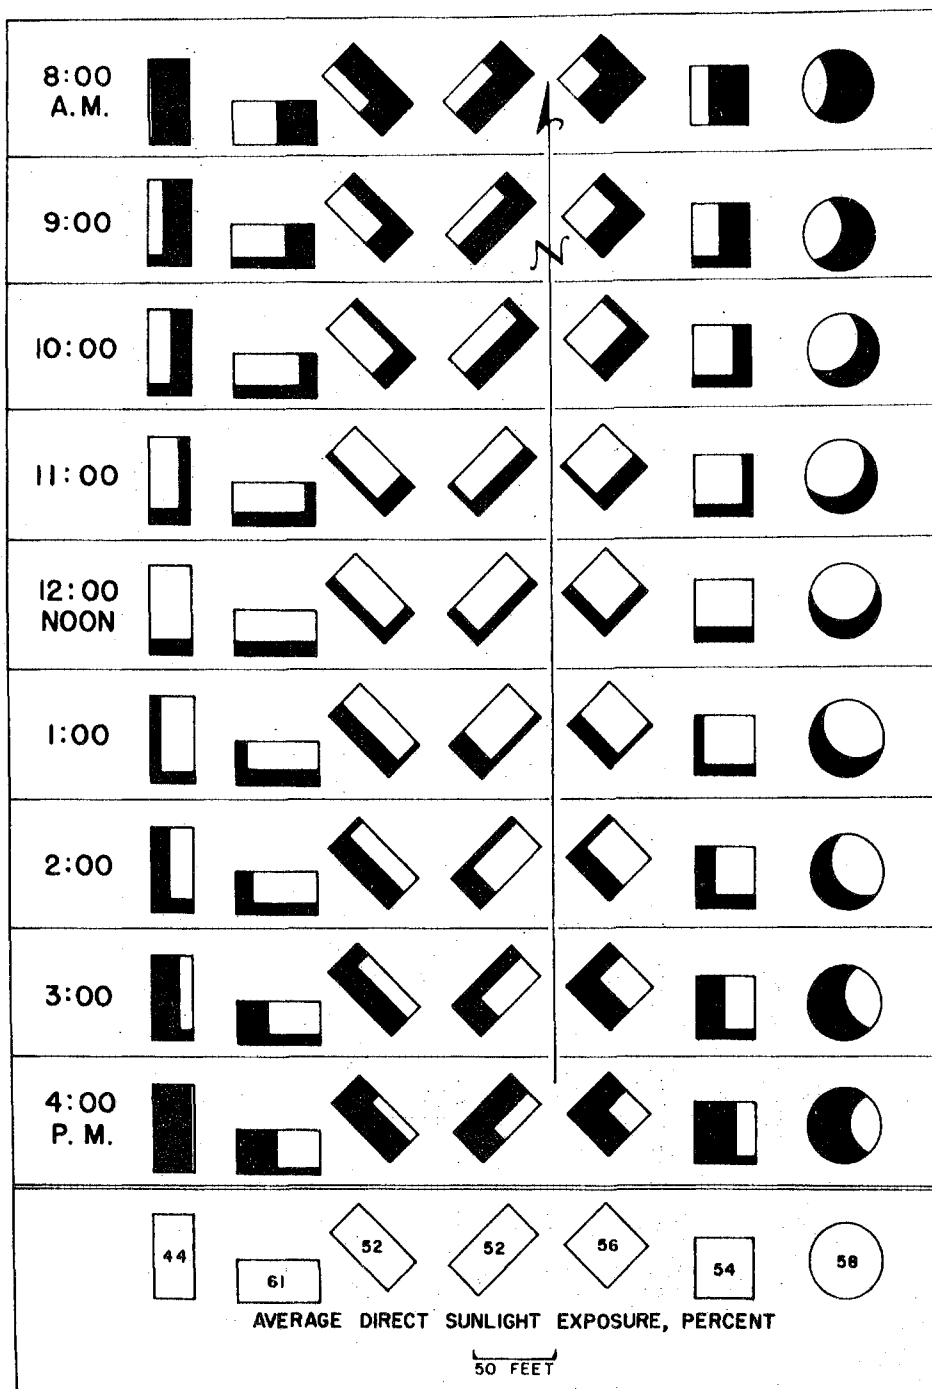 8:00
A.M.
9:00
N
10:00
11:00
12:00
NOON
1:00
2:00
3:00
4:00
P. M.
44
61
52
52
56
54
58
AVERAGE DIRECT SUNLIGHT EXPOSURE, PERCENT
50 FEET